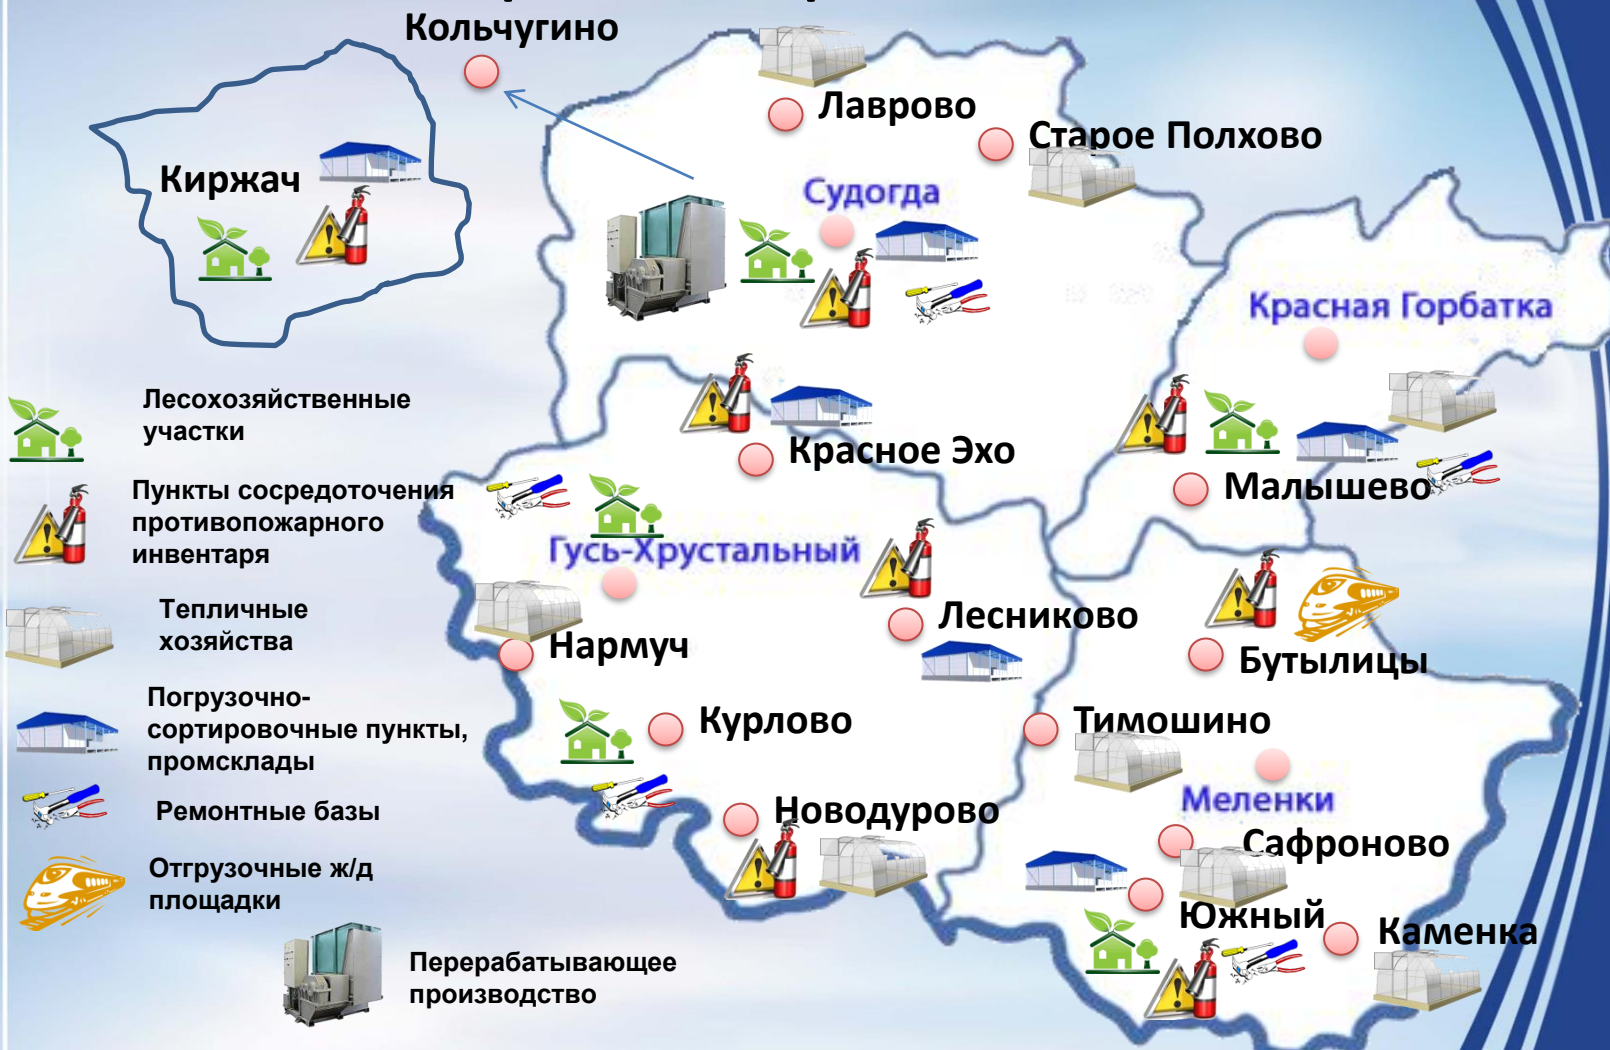 Кольчугино
Лаврово
Старое Полхово
Киржач
Судогда
Красная Горбатка
Лесохозяйственные
участки
Красное Эхо
Малышево
Пункты сосредоточения
противопожарного
инвентаря
Гусь-Хрустальный
Тепличные
хозяйства
Лесниково
Нармуч
Бутылицы
Погрузочно-
сортировочные пункты,
промсклады
Курлово
Тимошино
Меленки
Ремонтные базы
Новодурово
Сафроново
Отгрузочные ж/д
площадки
Южный
Каменка
Перерабатывающее
производство